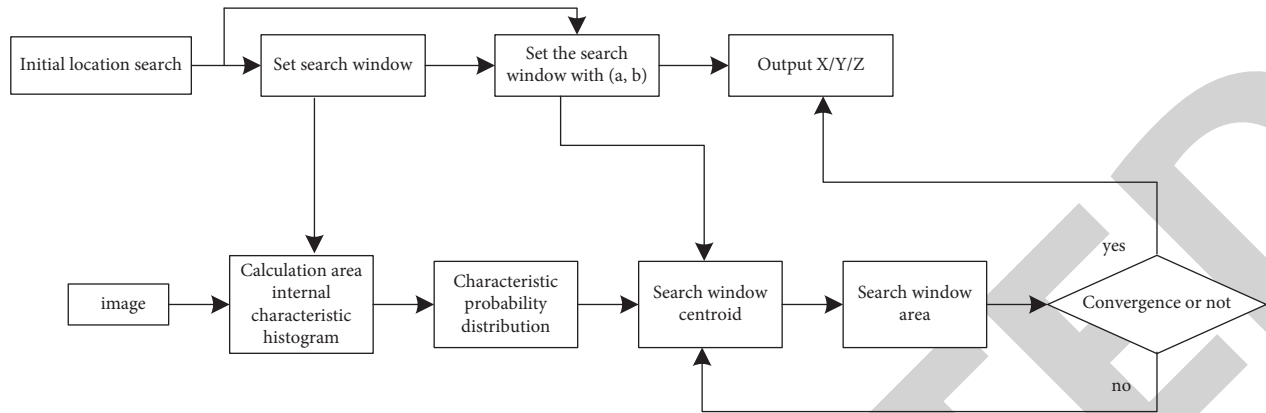 Initial location search
Set search window
Set the search
window with (a, b)
Output X/Y/Z
image
Calculation area
internal
characteristic
histogram
Characteristic
probability
distribution
Search window
centroid
Search window
area
Convergence or not
yes
no